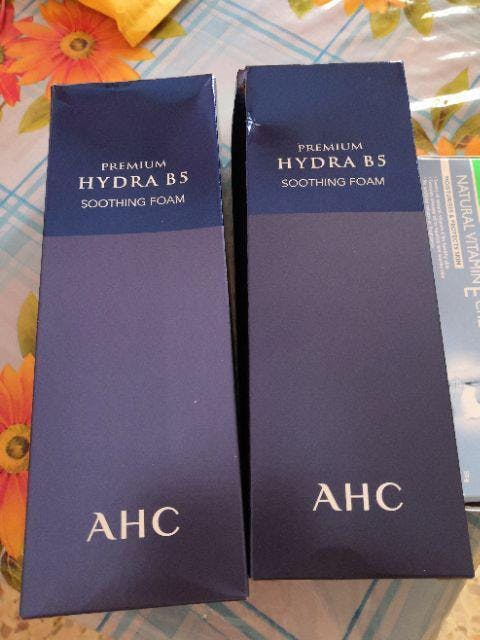 PREMIUM
HYDRA B5
SOOTHING FOAM
AHC
PREMIUM
HYDRA B5
SOOTHING FOAM
AHC
NATURAL VITAMIN
E